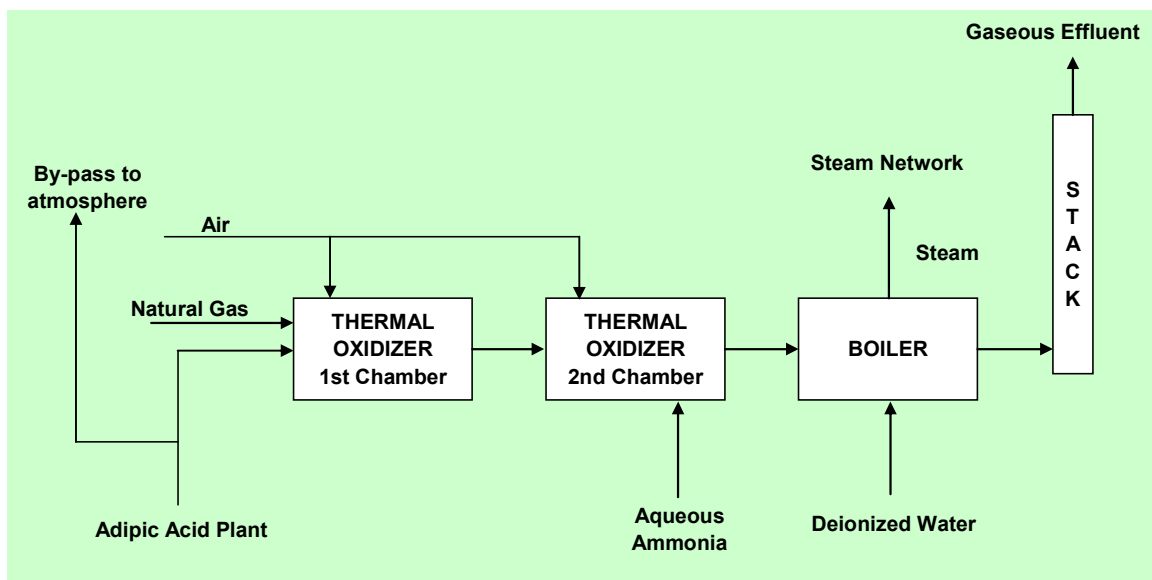 Gaseous Effluent
By-pass to
atmosphere
Steam Network
S
T
A
C
K
Air
Steam
Natural Gas
THERMAL
OXIDIZER
1st Chamber
THERMAL
OXIDIZER
2nd Chamber
BOILER
Adipic Acid Plant
Aqueous
Ammonia
Deionized Water